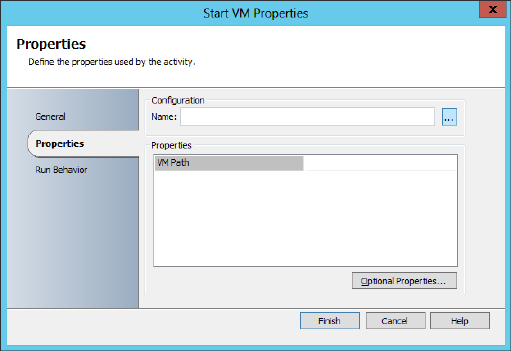 Start VM Properties
x
Properties
Define the properties used by the activity.
General
Properties
Run Behavior
Configuration
Name:
...
Properties
VM Path
Optional Properties...
Finish
Cancel
Help